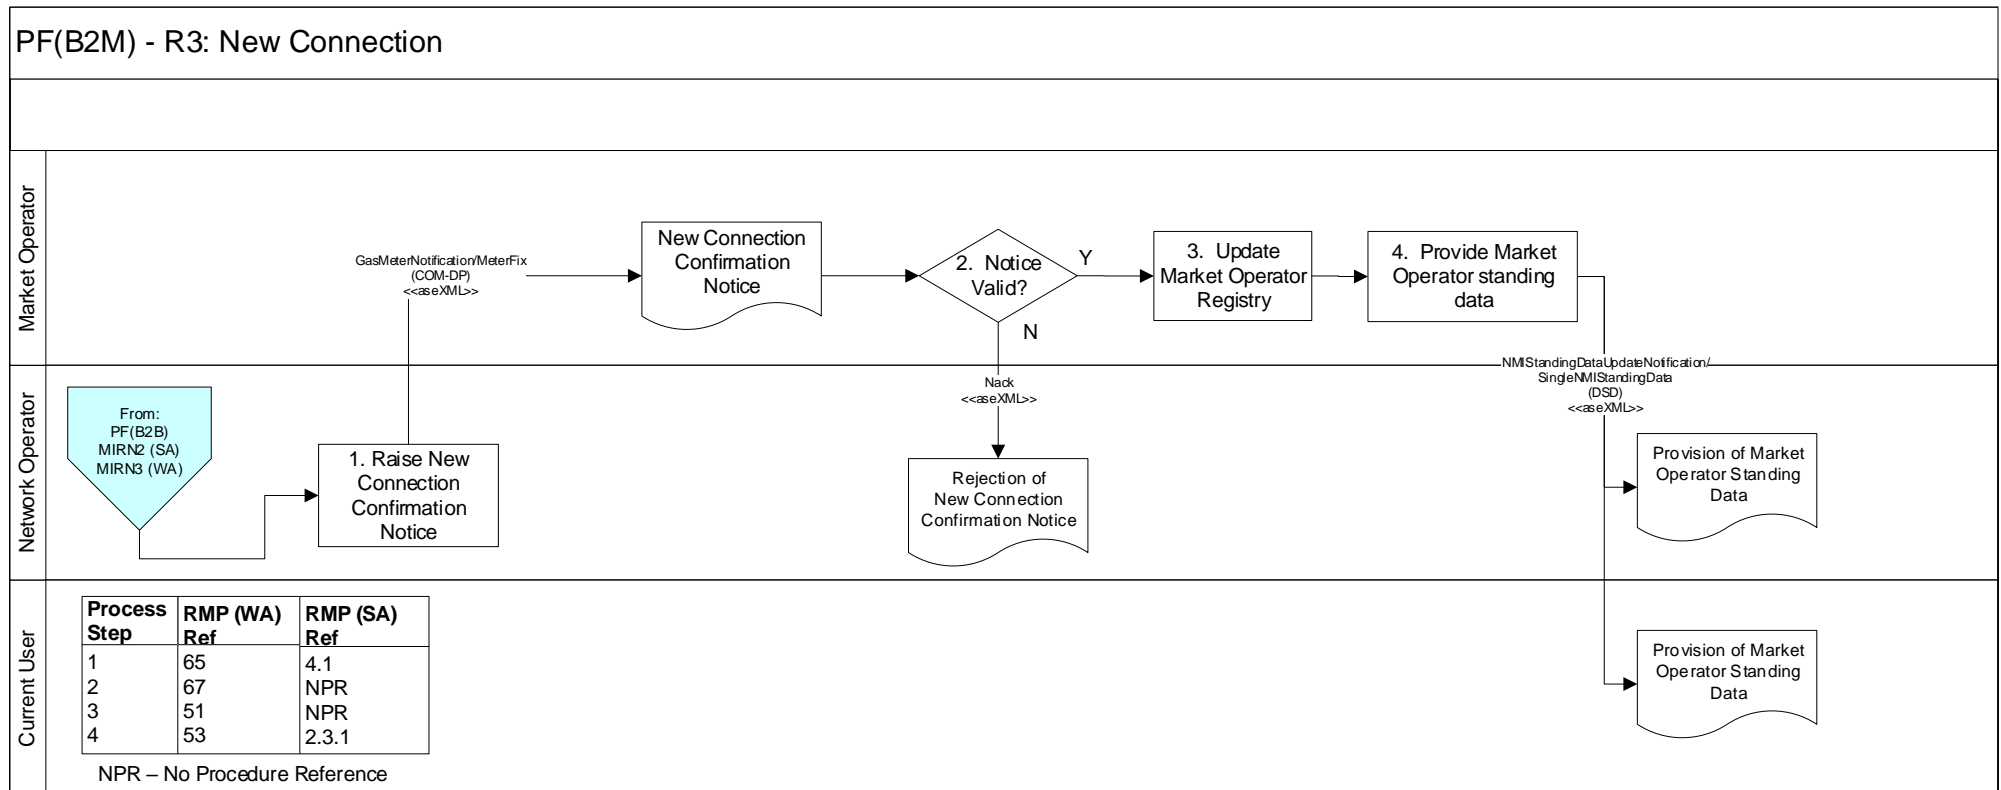 PF(B2M) - R3: New Connection
Market Operator
GasMeterNotification/MeterFix
(COM-DP)
<<aseXML>>
New Connection
Confirmation
Notice
2. Notice
Valid?
Y
N
3. Update
Market Operator
Registry
4. Provide Market
Operator standing
data
NMIStandingDataUpdateNotification/
SingleNMIStandingData
(DSD)
<<aseXML>>
Network Operator
From:
PF(B2B)
MIRN2 (SA)
MIRN3 (WA)
1. Raise New
Connection
Confirmation
Notice
Nack
<<aseXML>>
Rejection of
New Connection
Confirmation Notice
Provision of Market
Operator Standing
Data
Current User
Process Step RMP (WA) Ref RMP (SA) Ref
1 65 4.1
2 67 NPR
3 51 NPR
4 53 2.3.1
NPR – No Procedure Reference
Provision of Market
Operator Standing
Data